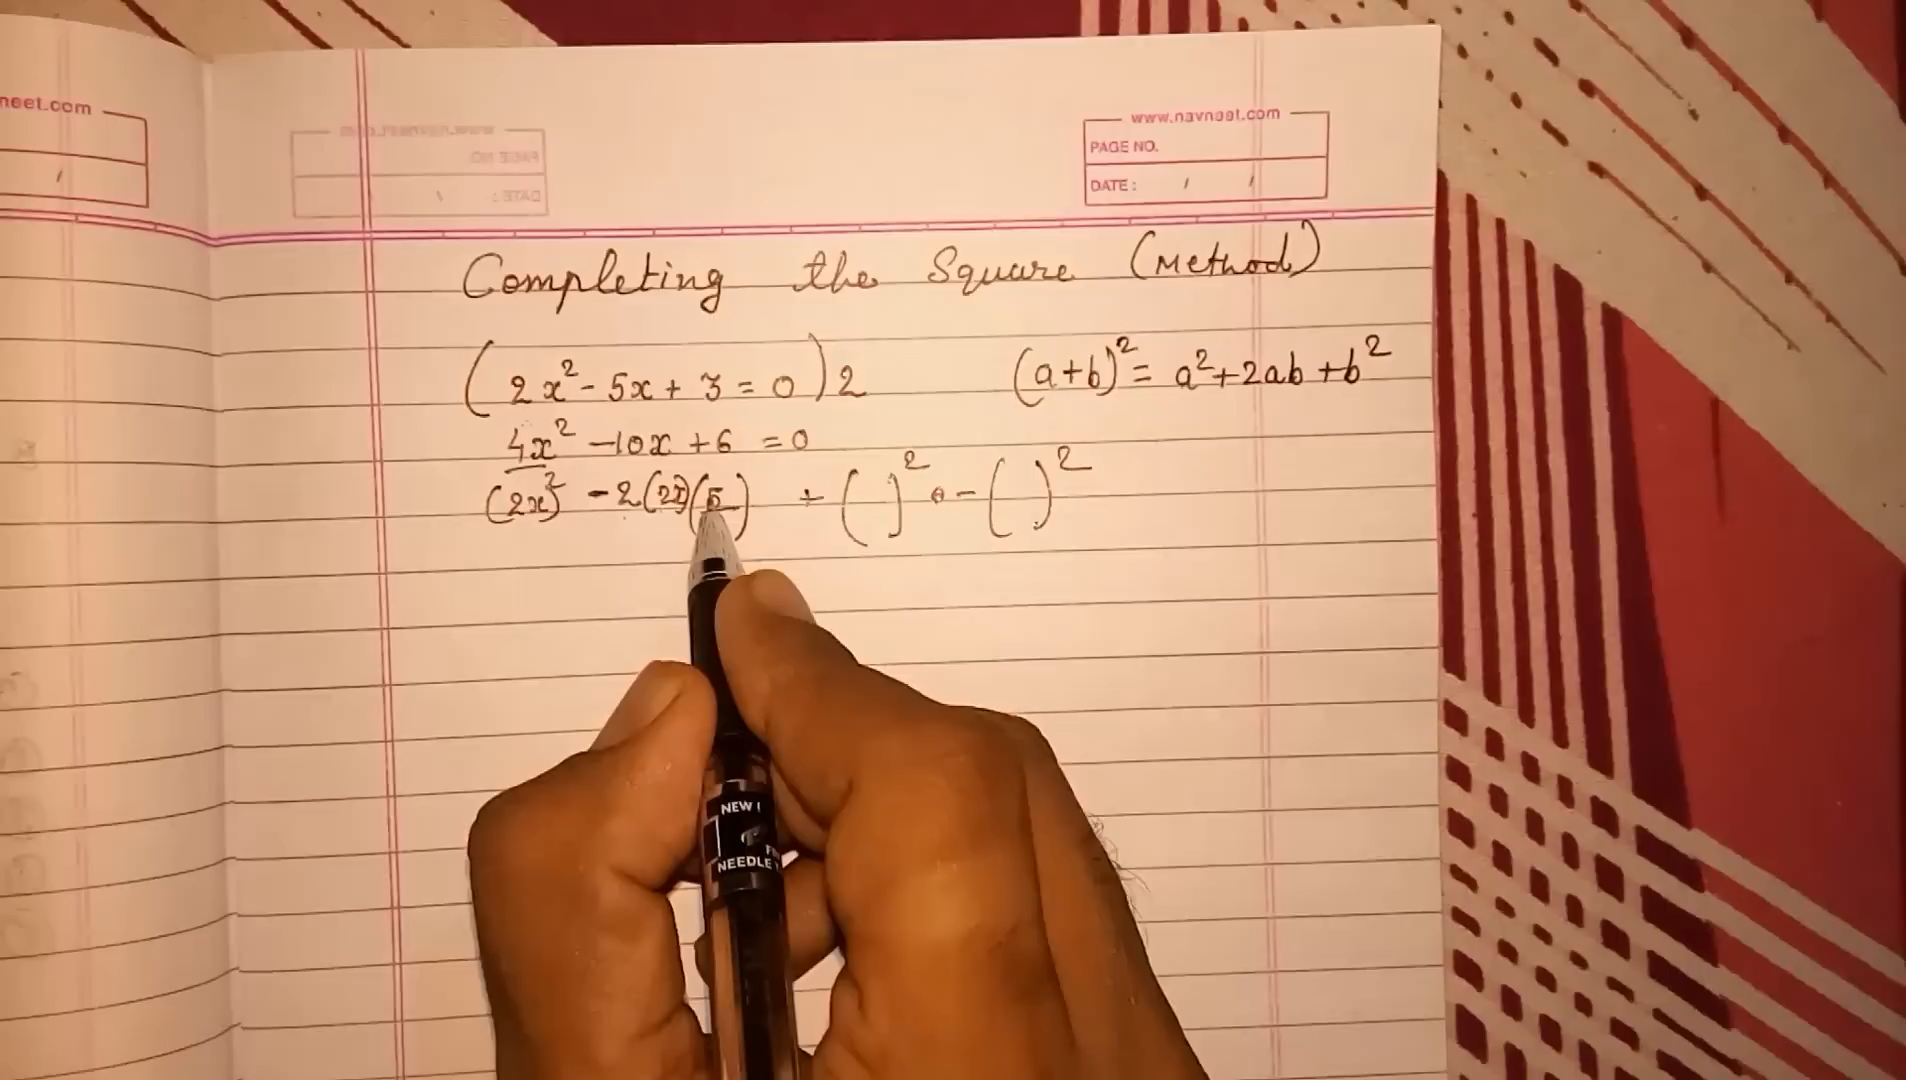 neet.com
www.navneet.com
PAGE NO.
DATE : / /
Completing the Square (Method)
(2x² - 5x + 3 = 0)2
(a+b)² = a² + 2ab + b²
4x² - 10x + 6 = 0
(2x)² - 2(2x)(5) + ( )² - ( )²
NEW
NEEDLE